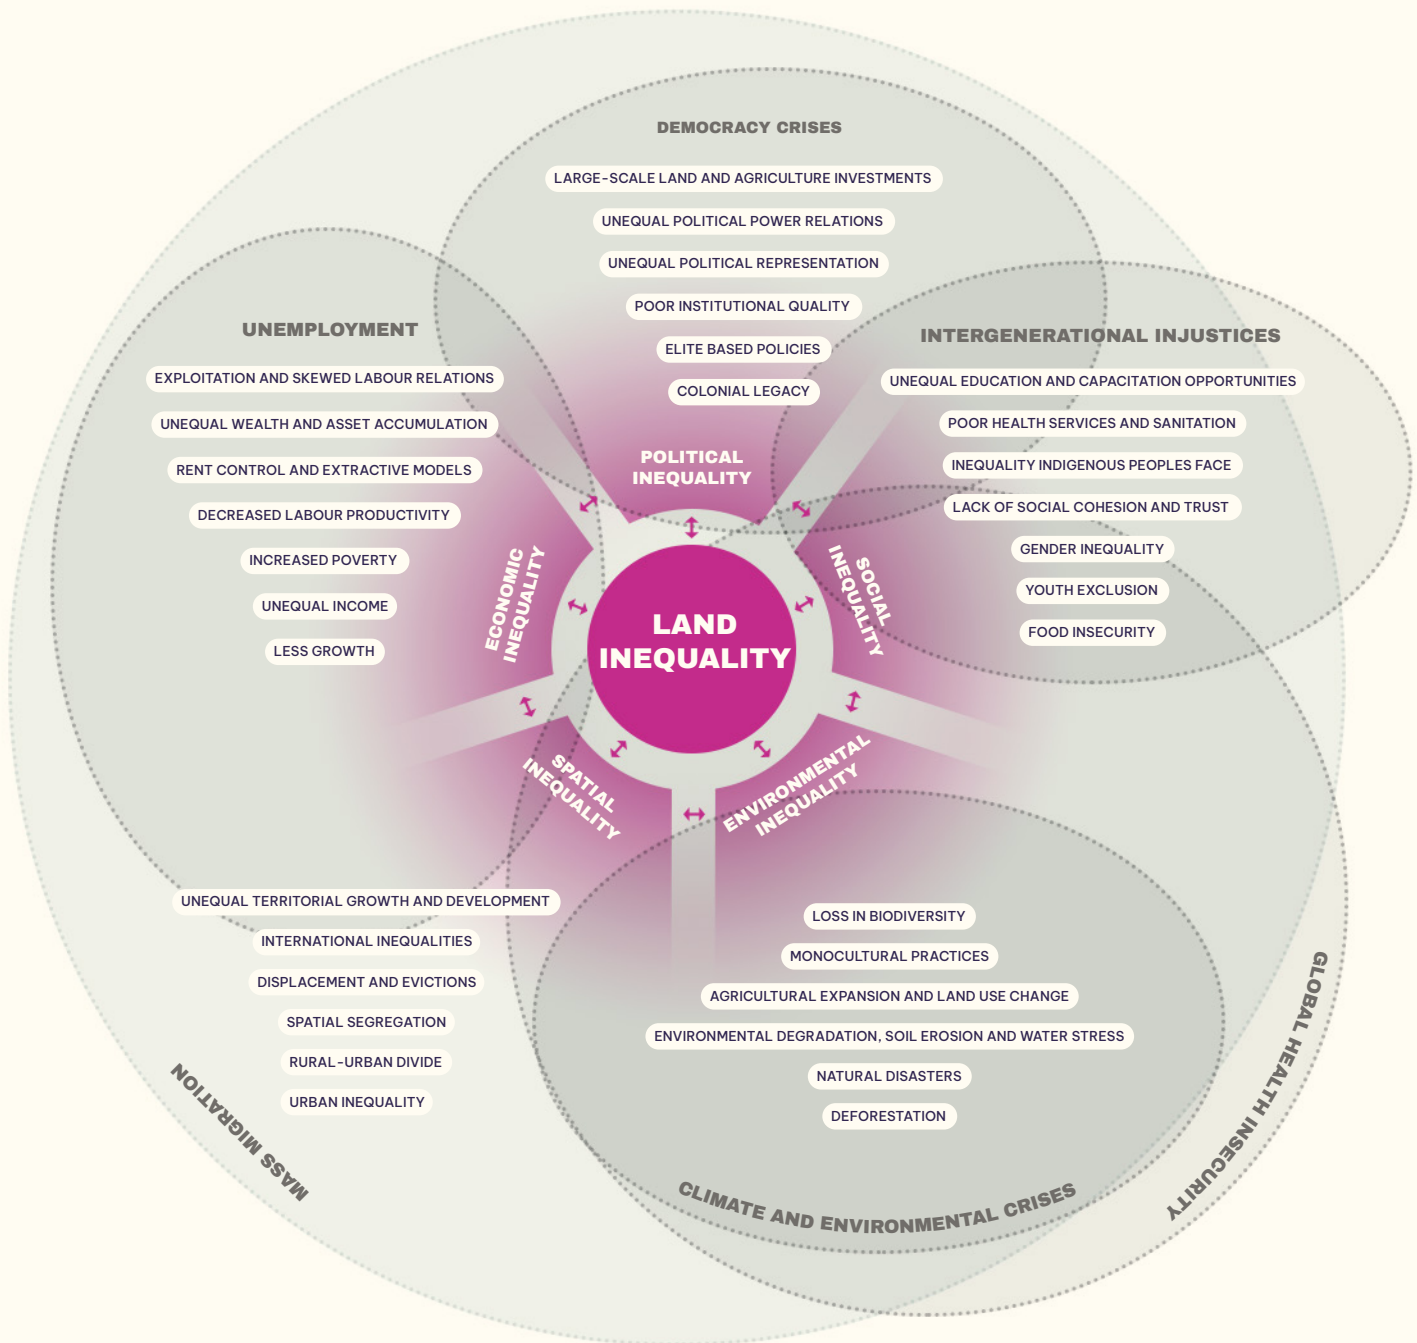 DEMOCRACY CRISES
LARGE-SCALE LAND AND AGRICULTURE INVESTMENTS
UNEQUAL POLITICAL POWER RELATIONS
UNEQUAL POLITICAL REPRESENTATION
POOR INSTITUTIONAL QUALITY
ELITE BASED POLICIES
COLONIAL LEGACY
POLITICAL
INEQUALITY
UNEMPLOYMENT
EXPLOITATION AND SKEWED LABOUR RELATIONS
UNEQUAL WEALTH AND ASSET ACCUMULATION
RENT CONTROL AND EXTRACTIVE MODELS
DECREASED LABOUR PRODUCTIVITY
INCREASED POVERTY
UNEQUAL INCOME
LESS GROWTH
ECONOMIC
INEQUALITY
INTERGENERATIONAL INJUSTICES
UNEQUAL EDUCATION AND CAPACITATION OPPORTUNITIES
POOR HEALTH SERVICES AND SANITATION
INEQUALITY INDIGENOUS PEOPLES FACE
LACK OF SOCIAL COHESION AND TRUST
GENDER INEQUALITY
YOUTH EXCLUSION
FOOD INSECURITY
SOCIAL
INEQUALITY
LAND
INEQUALITY
SPATIAL
INEQUALITY
UNEQUAL TERRITORIAL GROWTH AND DEVELOPMENT
INTERNATIONAL INEQUALITIES
DISPLACEMENT AND EVICTIONS
SPATIAL SEGREGATION
RURAL-URBAN DIVIDE
URBAN INEQUALITY
MASS MIGRATION
ENVIRONMENTAL
INEQUALITY
LOSS IN BIODIVERSITY
MONOCULTURAL PRACTICES
AGRICULTURAL EXPANSION AND LAND USE CHANGE
ENVIRONMENTAL DEGRADATION, SOIL EROSION AND WATER STRESS
NATURAL DISASTERS
DEFORESTATION
CLIMATE AND ENVIRONMENTAL CRISES
GLOBAL HEALTH INSECURITY